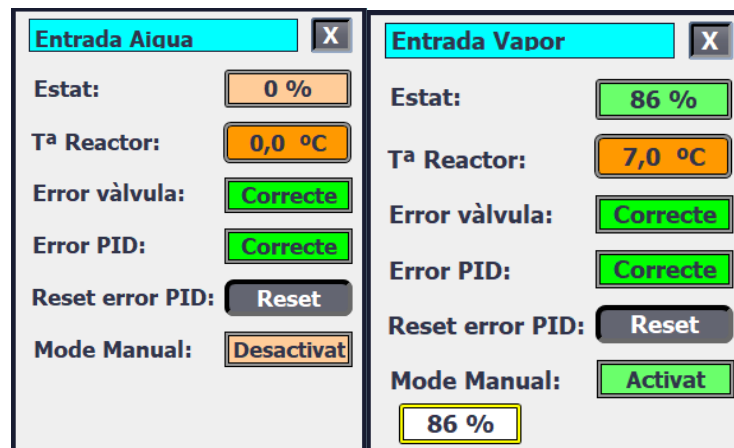 Entrada Aigua X
Estat: 0 %
Tª Reactor: 0,0 ºC
Error vàlvula: Correcte
Error PID: Correcte
Reset error PID: Reset
Mode Manual: Desactivat
Entrada Vapor X
Estat: 86 %
Tª Reactor: 7,0 ºC
Error vàlvula: Correcte
Error PID: Correcte
Reset error PID: Reset
Mode Manual: Activat
86 %